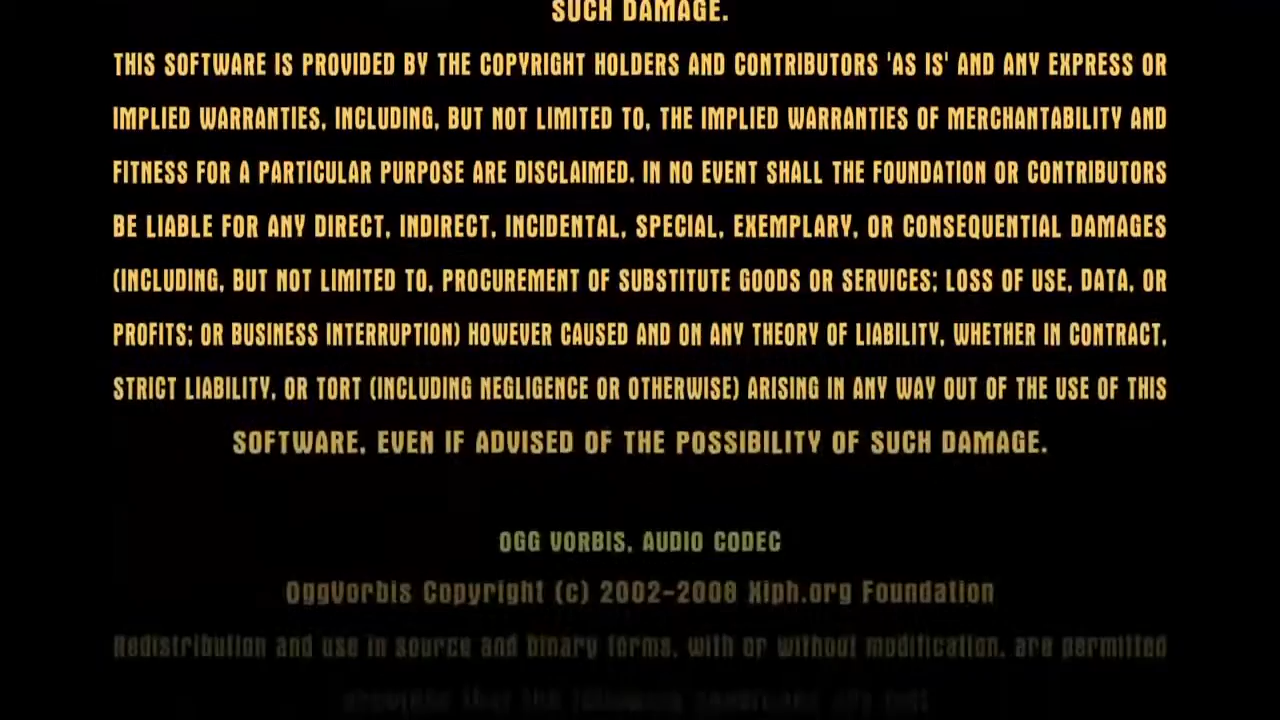 SUCH DAMAGE.
THIS SOFTWARE IS PROVIDED BY THE COPYRIGHT HOLDERS AND CONTRIBUTORS 'AS IS' AND ANY EXPRESS OR
IMPLIED WARRANTIES, INCLUDING, BUT NOT LIMITED TO, THE IMPLIED WARRANTIES OF MERCHANTABILITY AND
FITNESS FOR A PARTICULAR PURPOSE ARE DISCLAIMED. IN NO EVENT SHALL THE FOUNDATION OR CONTRIBUTORS
BE LIABLE FOR ANY DIRECT, INDIRECT, INCIDENTAL, SPECIAL, EXEMPLARY, OR CONSEQUENTIAL DAMAGES
(INCLUDING, BUT NOT LIMITED TO, PROCUREMENT OF SUBSTITUTE GOODS OR SERVICES; LOSS OF USE, DATA, OR
PROFITS; OR BUSINESS INTERRUPTION) HOWEVER CAUSED AND ON ANY THEORY OF LIABILITY, WHETHER IN CONTRACT,
STRICT LIABILITY, OR TORT (INCLUDING NEGLIGENCE OR OTHERWISE) ARISING IN ANY WAY OUT OF THE USE OF THIS
SOFTWARE, EVEN IF ADVISED OF THE POSSIBILITY OF SUCH DAMAGE.
OGG VORBIS, AUDIO CODEC
OggVorbis Copyright (c) 2002-2008 Xiph.org Foundation
Redistribution and use in source and binary forms, with or without modification, are permitted
provided that the following conditions are met